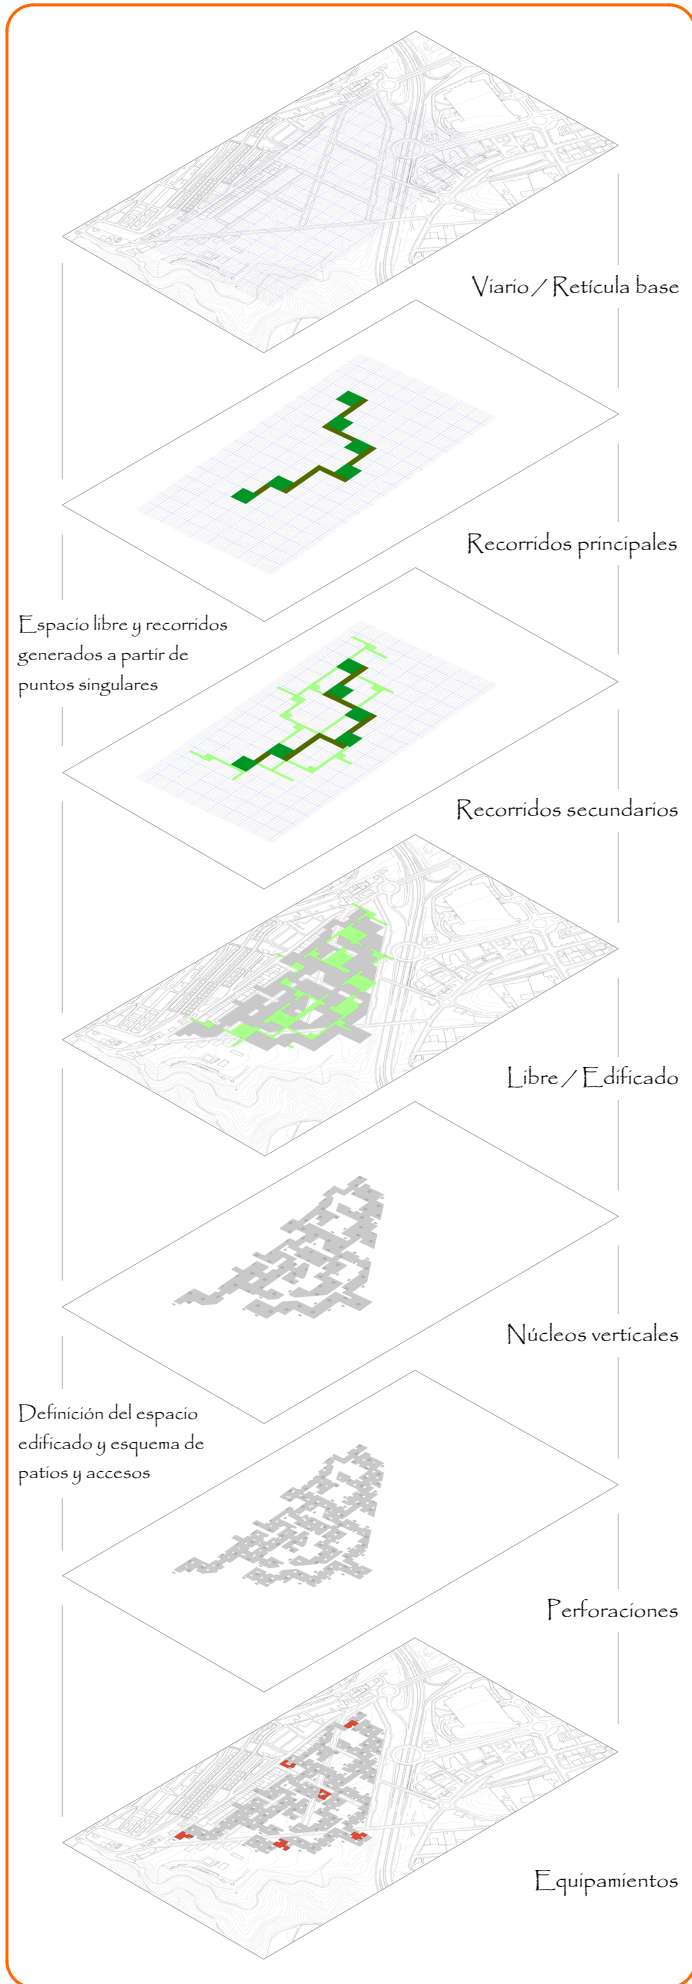 Viario / Retícula base
Recorridos principales
Espacio libre y recorridos
generados a partir de
puntos singulares
Recorridos secundarios
Libre / Edificado
Núcleos verticales
Definición del espacio
edificado y esquema de
patios y accesos
Perforaciones
Equipamientos